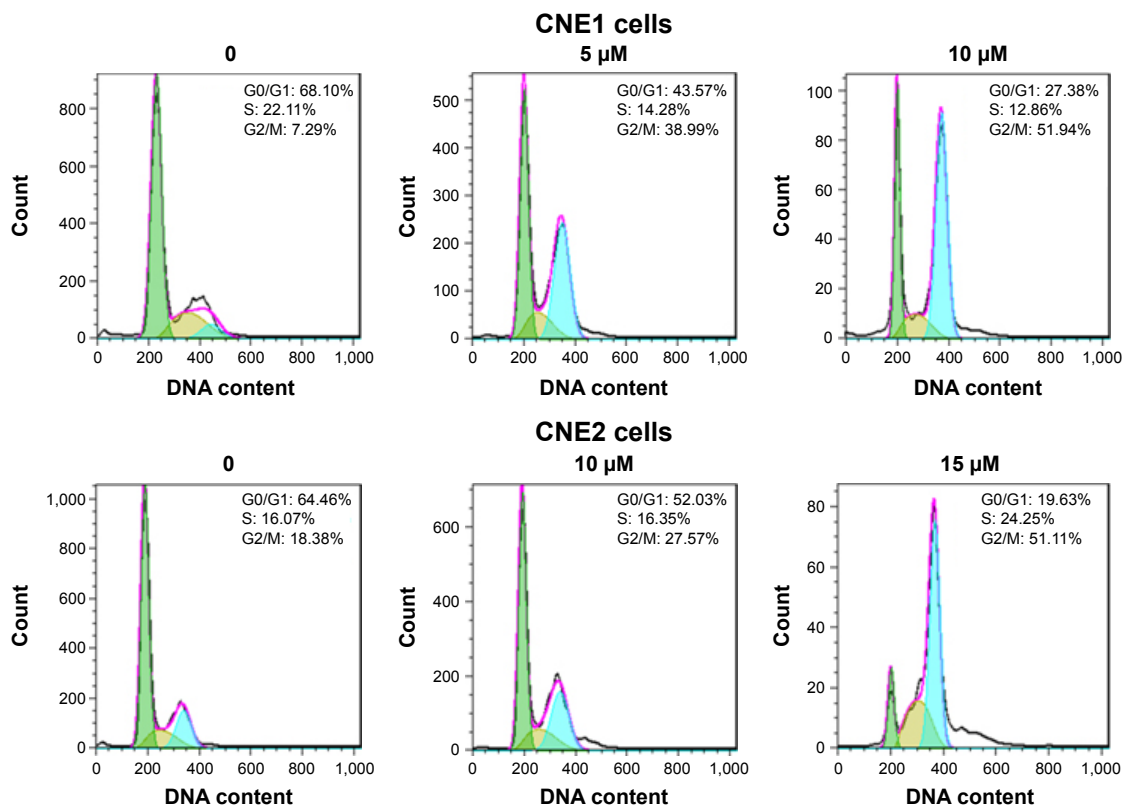 CNE1 cells
0
5 µM
10 µM
G0/G1: 68.10%
S: 22.11%
G2/M: 7.29%
G0/G1: 43.57%
S: 14.28%
G2/M: 38.99%
G0/G1: 27.38%
S: 12.86%
G2/M: 51.94%
Count
800
600
400
200
0
0 200 400 600 800 1,000
DNA content
Count
500
400
300
200
100
0
0 200 400 600 800 1,000
DNA content
Count
100
80
60
40
20
0
0 200 400 600 800 1,000
DNA content
CNE2 cells
0
10 µM
15 µM
G0/G1: 64.46%
S: 16.07%
G2/M: 18.38%
G0/G1: 52.03%
S: 16.35%
G2/M: 27.57%
G0/G1: 19.63%
S: 24.25%
G2/M: 51.11%
Count
1,000
800
600
400
200
0
0 200 400 600 800 1,000
DNA content
Count
600
400
200
0
0 200 400 600 800 1,000
DNA content
Count
80
60
40
20
0
0 200 400 600 800 1,000
DNA content